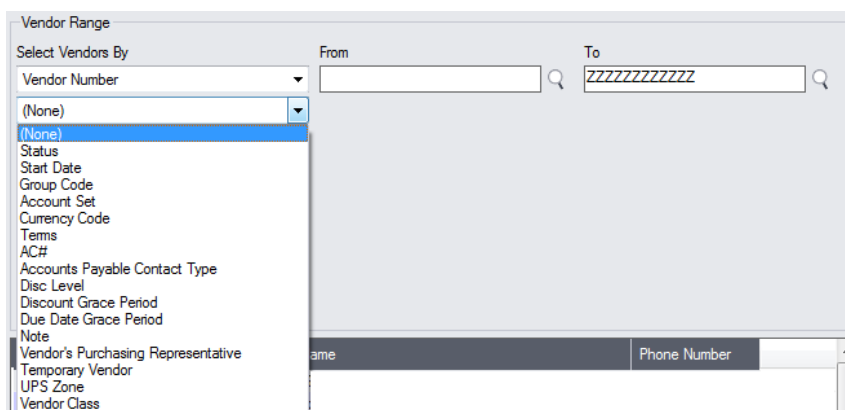 Vendor Range
Select Vendors By From To
Vendor Number ZZZZZZZZZZZZ
(None)
(None)
Status
Start Date
Group Code
Account Set
Currency Code
Terms
AC#
Accounts Payable Contact Type
Disc Level
Discount Grace Period
Due Date Grace Period
Note
Vendor's Purchasing Representative ame Phone Number
Temporary Vendor
UPS Zone
Vendor Class